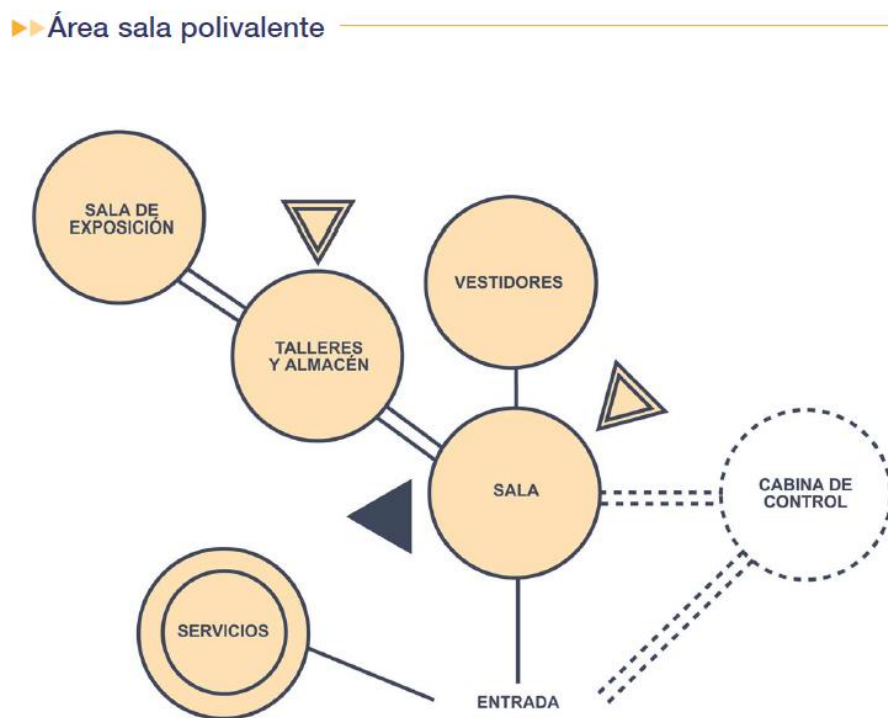 Área sala polivalente
SALA DE
EXPOSICIÓN
VESTIDORES
TALLERES
Y ALMACÉN
SALA
CABINA DE
CONTROL
SERVICIOS
ENTRADA